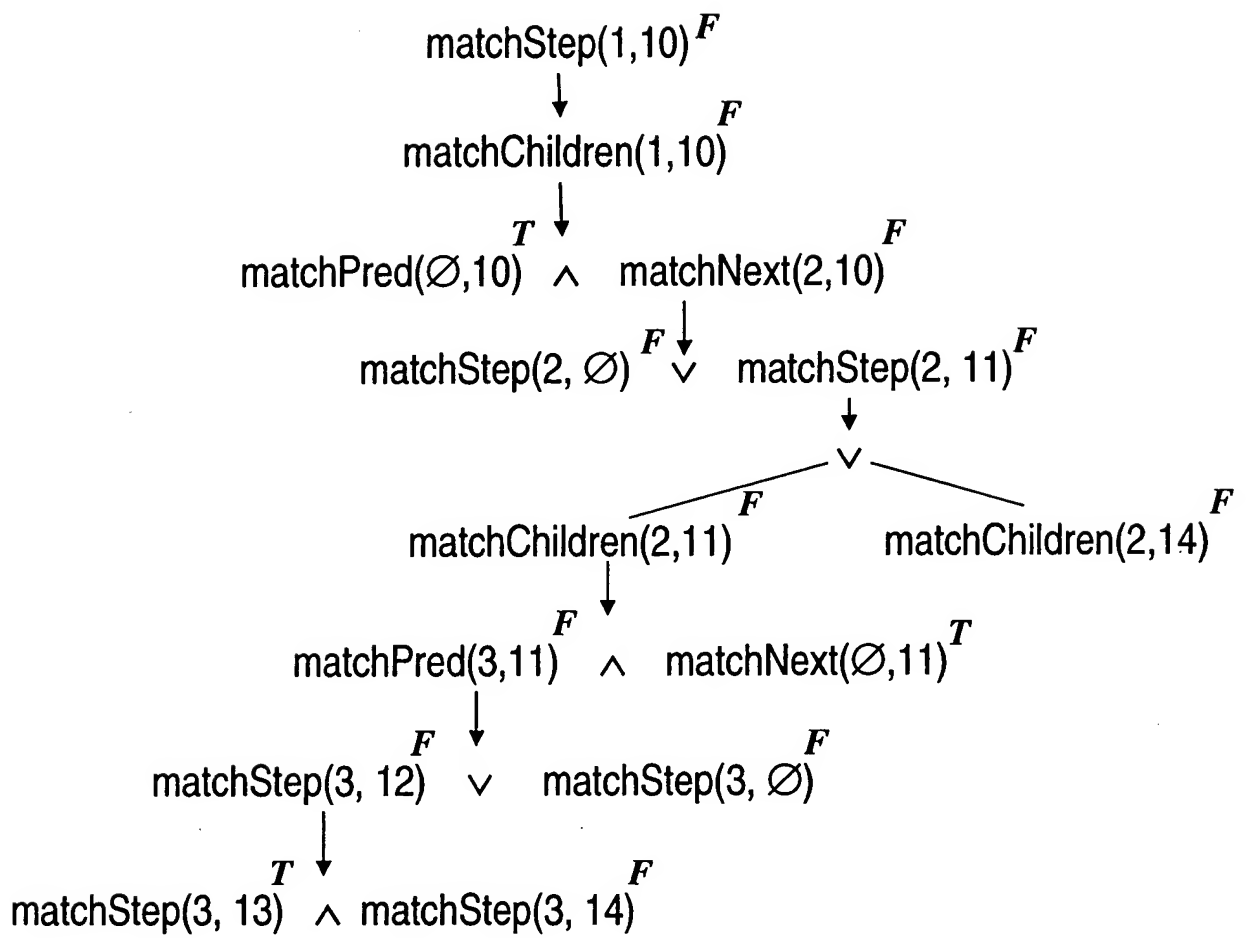 matchStep(1,10) F
matchChildren(1,10) F
matchPred(∅,10) T ∧ matchNext(2,10) F
matchStep(2, ∅) F ∨ matchStep(2, 11) F
∨
matchChildren(2,11) F matchChildren(2,14) F
matchPred(3,11) F ∧ matchNext(∅,11) T
matchStep(3, 12) F ∨ matchStep(3, ∅) F
matchStep(3, 13) T ∧ matchStep(3, 14) F